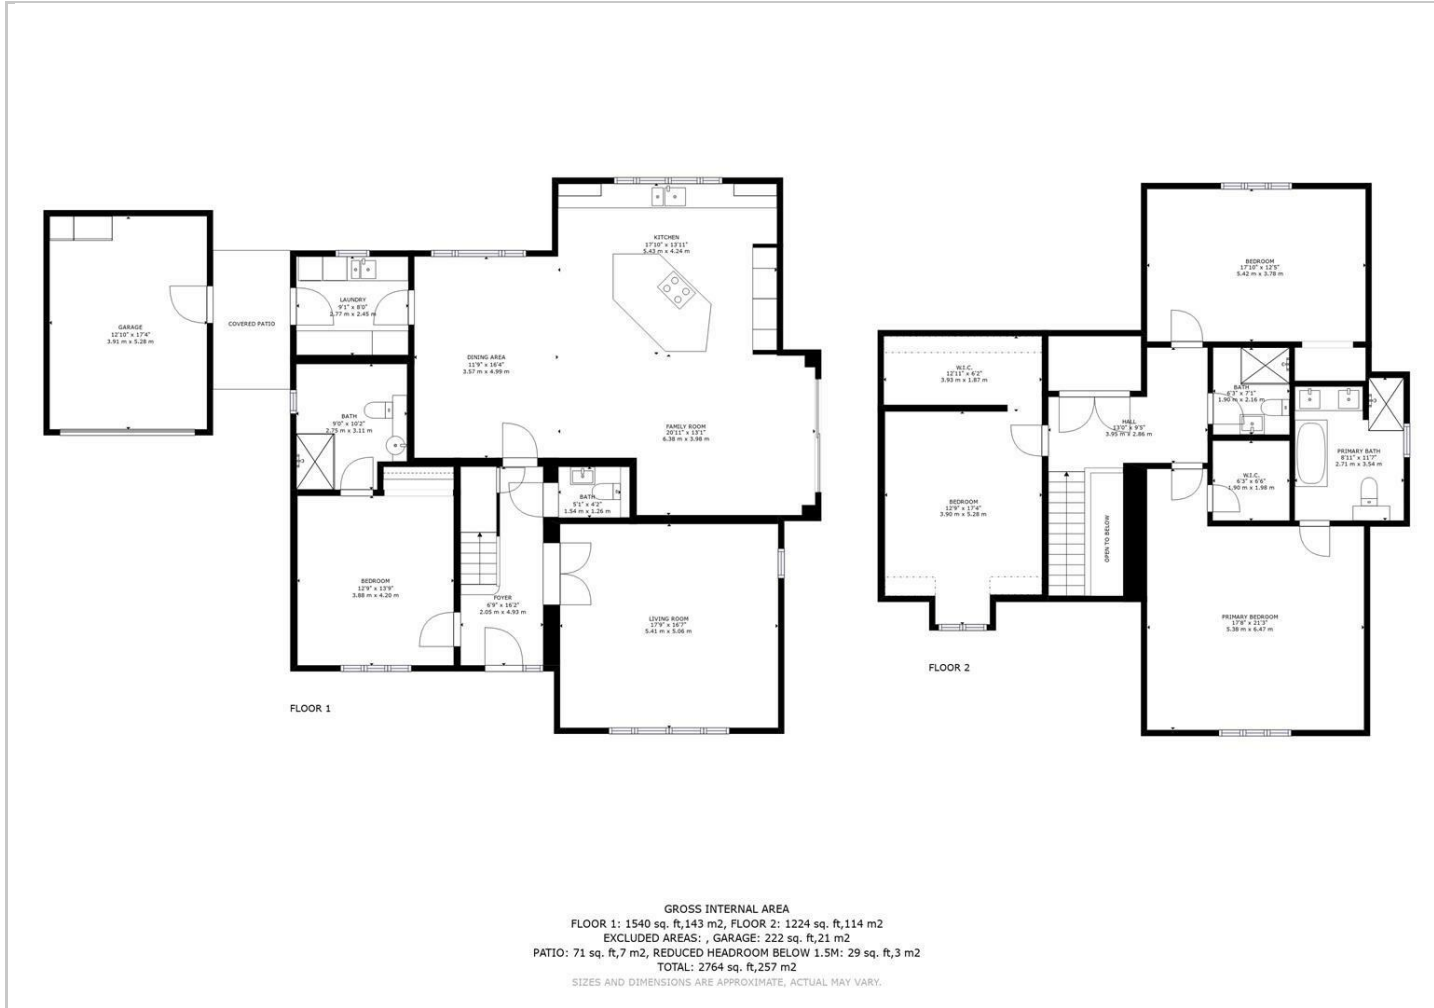 GARAGE
12'10" x 17'4"
3.91 m x 5.28 m
COVERED PATIO
LAUNDRY
9'1" x 8'0"
2.77 m x 2.45 m
BATH
9'0" x 10'2"
2.75 m x 3.11 m
DINING AREA
11'9" x 16'4"
3.57 m x 4.99 m
KITCHEN
17'10" x 13'11"
5.43 m x 4.24 m
FAMILY ROOM
20'11" x 13'1"
6.38 m x 3.98 m
BATH
5'1" x 4'2"
1.54 m x 1.26 m
BEDROOM
12'9" x 13'9"
3.88 m x 4.20 m
FOYER
6'9" x 16'2"
2.05 m x 4.93 m
LIVING ROOM
17'9" x 16'7"
5.41 m x 5.06 m
FLOOR 1
BEDROOM
17'10" x 12'5"
5.42 m x 3.78 m
W.I.C.
12'11" x 6'2"
3.93 m x 1.87 m
HALL
13'0" x 9'5"
3.95 m x 2.86 m
BATH
6'3" x 7'1"
1.90 m x 2.16 m
PRIMARY BATH
8'11" x 11'7"
2.71 m x 3.54 m
W.I.C.
6'3" x 6'6"
1.90 m x 1.98 m
BEDROOM
12'9" x 17'4"
3.90 m x 5.28 m
OPEN TO BELOW
PRIMARY BEDROOM
17'8" x 21'3"
5.38 m x 6.47 m
FLOOR 2
GROSS INTERNAL AREA
FLOOR 1: 1540 sq. ft,143 m2, FLOOR 2: 1224 sq. ft,114 m2
EXCLUDED AREAS: , GARAGE: 222 sq. ft,21 m2
PATIO: 71 sq. ft,7 m2, REDUCED HEADROOM BELOW 1.5M: 29 sq. ft,3 m2
TOTAL: 2764 sq. ft,257 m2
SIZES AND DIMENSIONS ARE APPROXIMATE, ACTUAL MAY VARY.